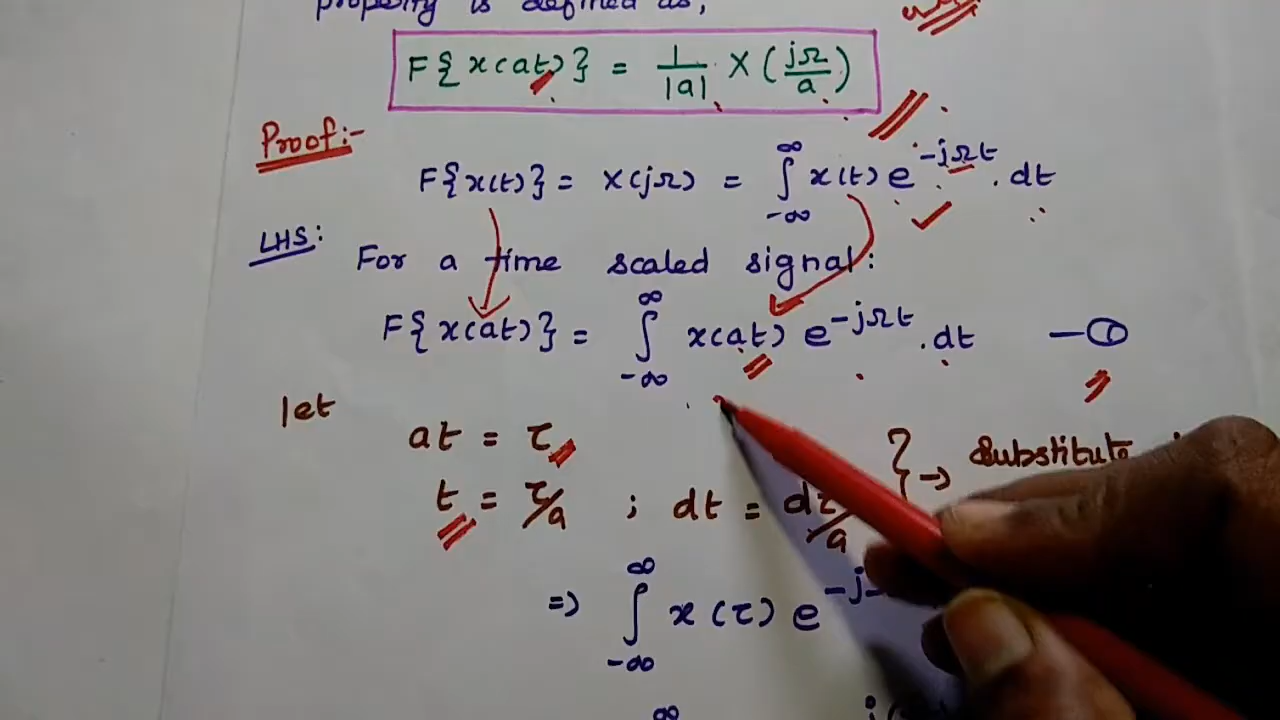 property is defined as,
F{x(at)} = 1/|a| X(jΩ/a)
Proof:-
F{x(t)} = X(jΩ) = ∫_{-∞}^{∞} x(t) e^{-jΩt}.dt
LHS:
For a time scaled signal:
F{x(at)} = ∫_{-∞}^{∞} x(at) e^{-jΩt}.dt —①
let
at = τ
t = τ/a ; dt = dτ/a } → Substitute
=> ∫_{-∞}^{∞} x(τ) e^{-j
∞